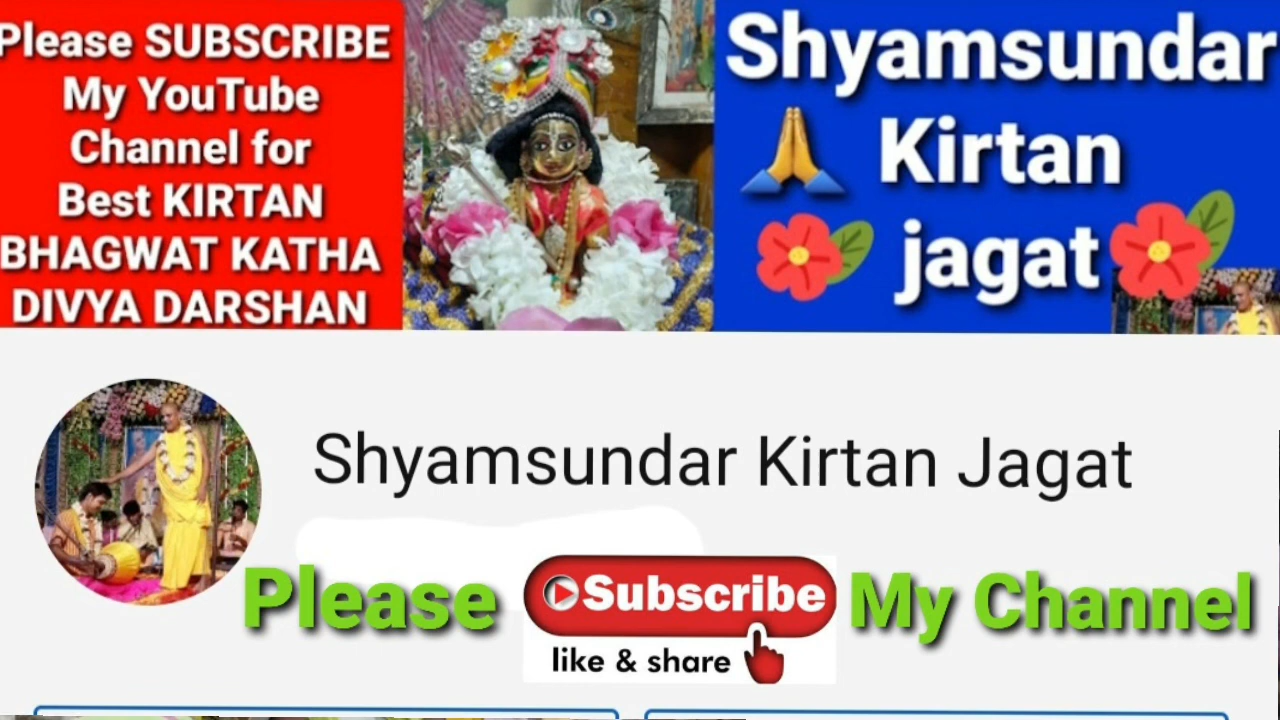 Please SUBSCRIBE
My YouTube
Channel for
Best KIRTAN
BHAGWAT KATHA
DIVYA DARSHAN
Shyamsundar
Kirtan
jagat
Shyamsundar Kirtan Jagat
Please Subscribe My Channel
like & share